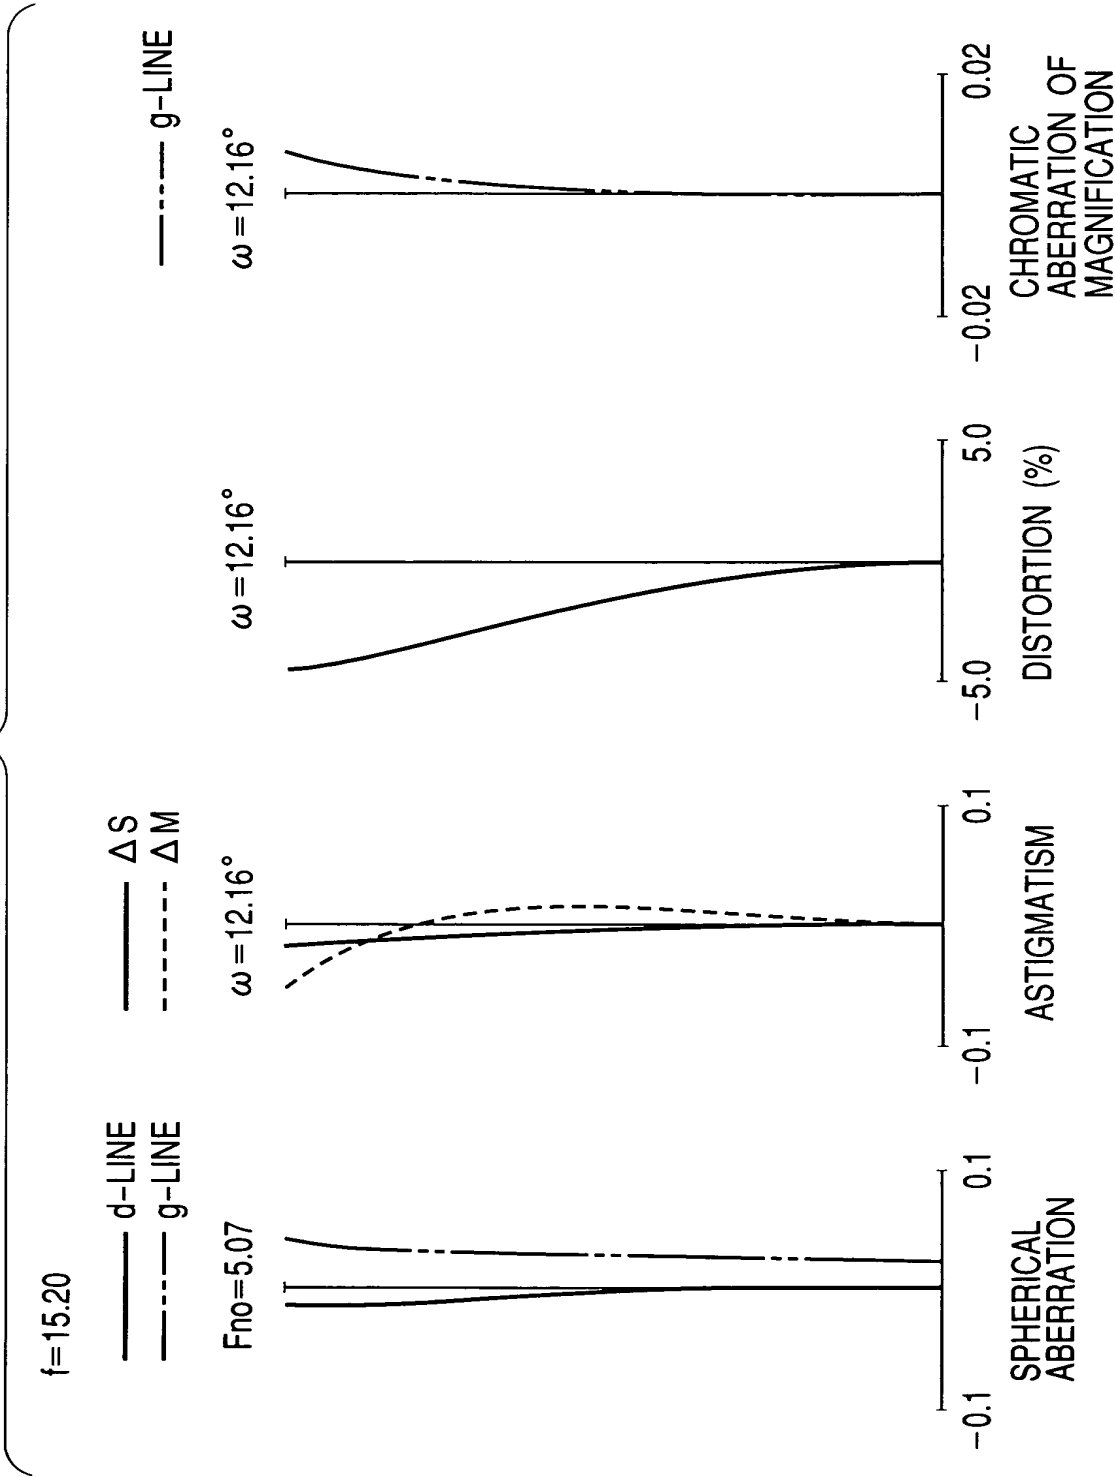 f=15.20
d-LINE
g-LINE
Fno=5.07
−0.1
0.1
SPHERICAL
ABERRATION
ΔS
ΔM
ω=12.16°
−0.1
0.1
ASTIGMATISM
ω=12.16°
−5.0
5.0
DISTORTION (%)
g-LINE
ω=12.16°
−0.02
0.02
CHROMATIC
ABERRATION OF
MAGNIFICATION